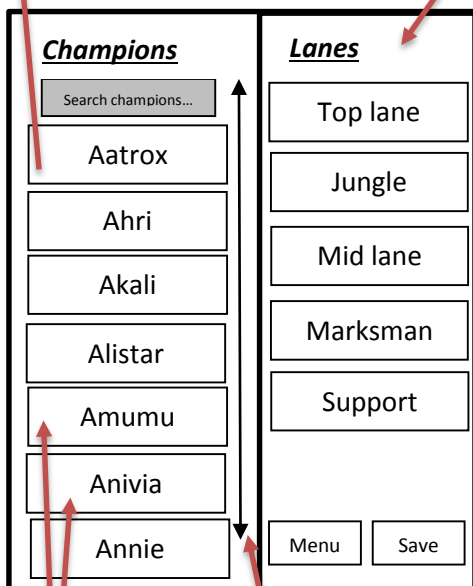 Champions
Search champions...
Aatrox
Ahri
Akali
Alistar
Amumu
Anivia
Annie
Lanes
Top lane
Jungle
Mid lane
Marksman
Support
Menu
Save